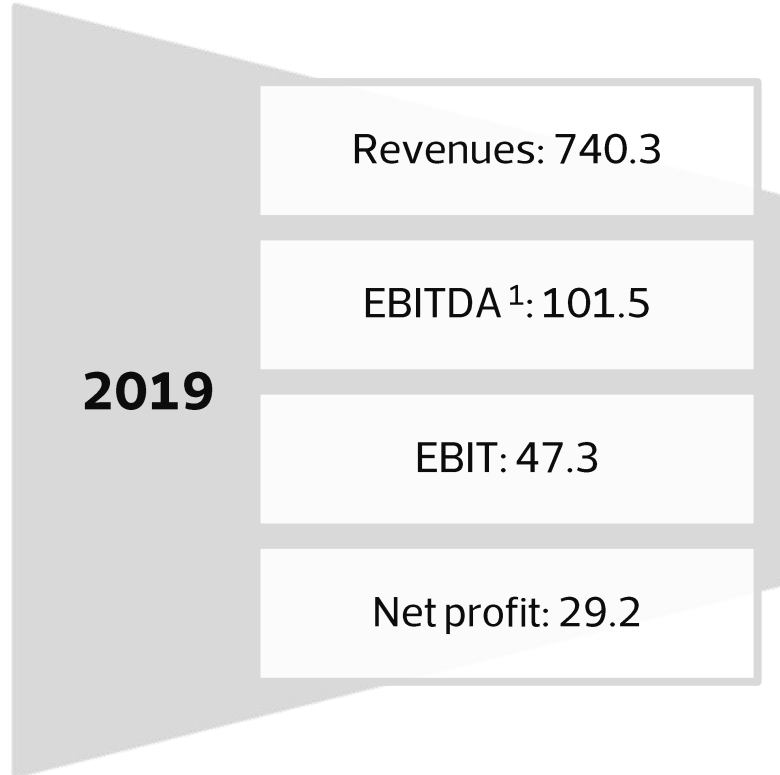 Revenues: 740.3
EBITDA ¹: 101.5
2019
EBIT: 47.3
Net profit: 29.2